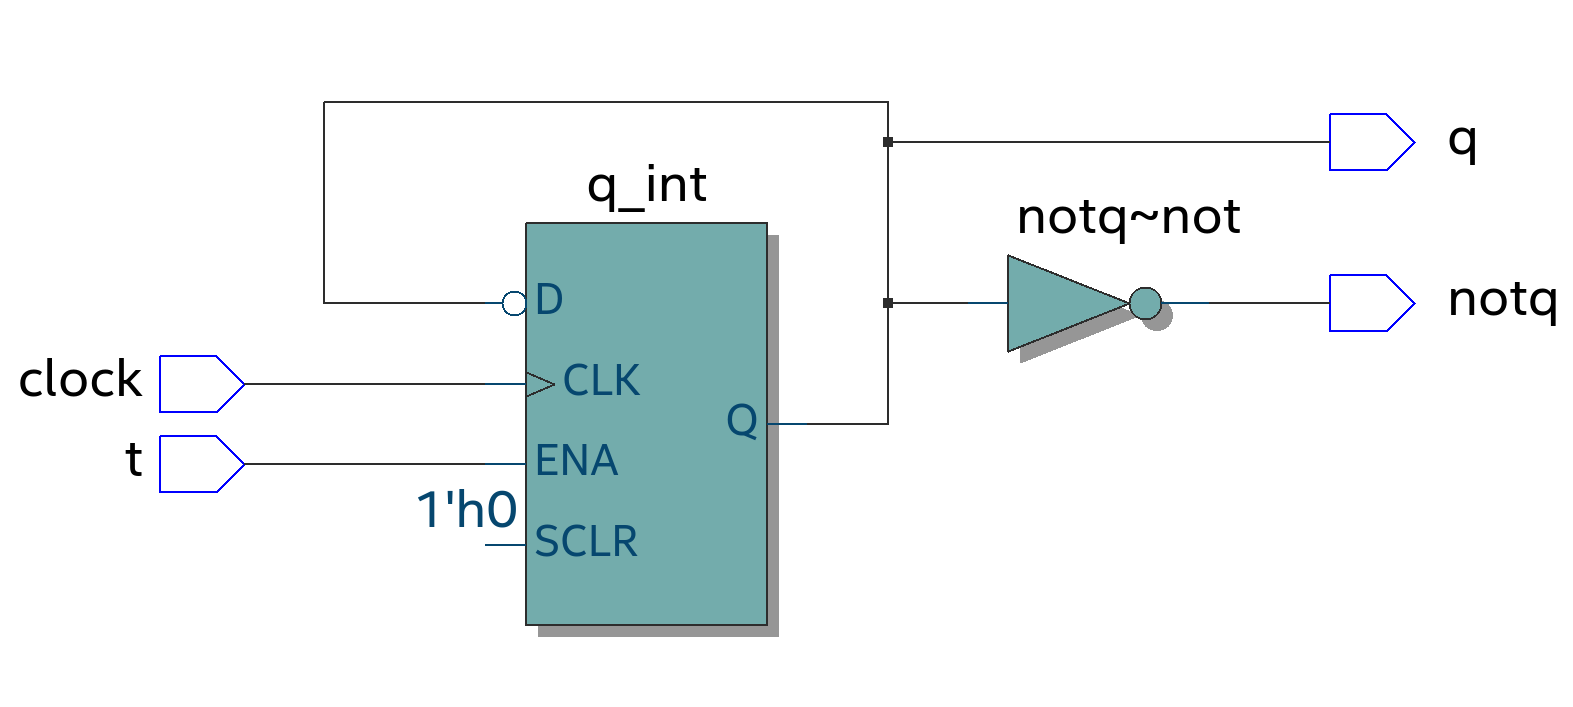 q
q_int
notq~not
D
notq
clock
CLK
Q
t
ENA
1'h0
SCLR